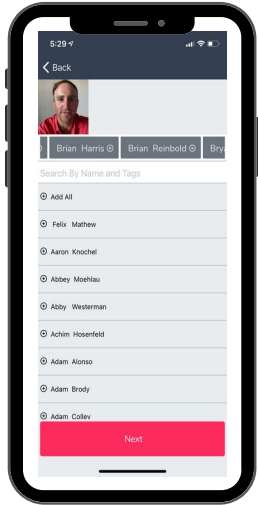 5:29
Back
Brian Harris Brian Reinbold Bry
Search By Name and Tags
Add All
Felix Mathew
Aaron Knochel
Abbey Moehlau
Abby Westerman
Achim Hosenfeld
Adam Alonso
Adam Brody
Adam Colley
Next